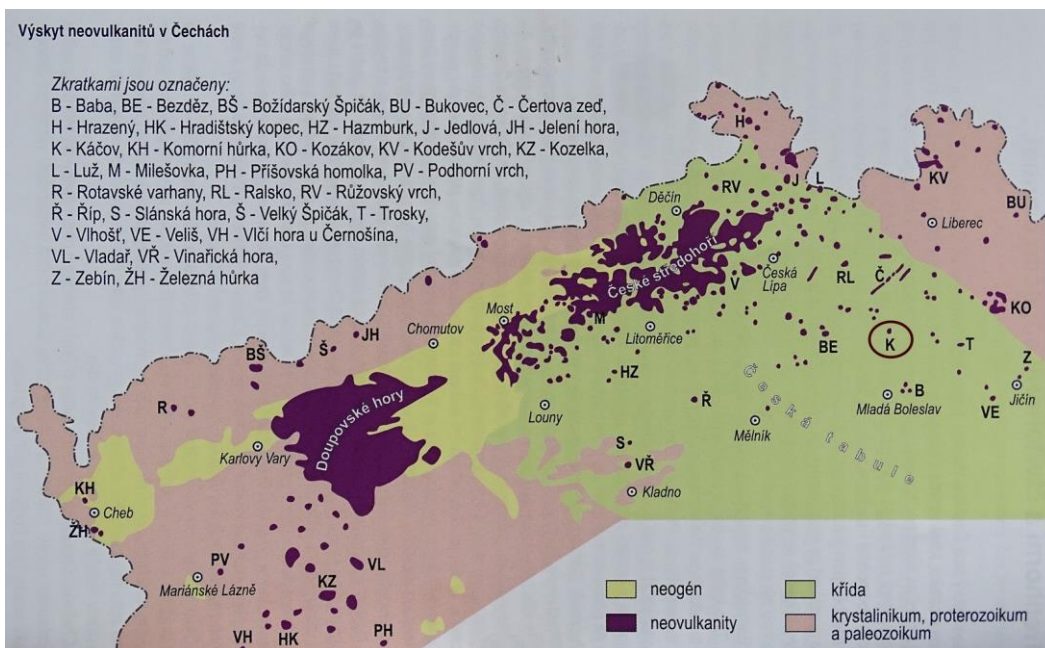 Výskyt neovulkanitů v Čechách
Zkratkami jsou označeny:
B - Baba, BE - Bezděz, BŠ - Božídarský Špičák, BU - Bukovec, Č - Čertova zeď,
H - Hrazený, HK - Hradištský kopec, HZ - Hazmburk, J - Jedlová, JH - Jelení hora,
K - Káčov, KH - Komorní hůrka, KO - Kozákov, KV - Kodešův vrch, KZ - Kozelka,
L - Luž, M - Milešovka, PH - Příšovská homolka, PV - Podhorní vrch,
R - Rotavské varhany, RL - Ralsko, RV - Růžovský vrch,
Ř - Říp, S - Slánská hora, Š - Velký Špičák, T - Trosky,
V - Vlhošť, VE - Veliš, VH - Vlčí hora u Černošína,
VL - Vladař, VŘ - Vinařická hora,
Z - Zebín, ŽH - Železná hůrka
H
J
L
KV
RV
BU
Děčín
Liberec
České středohoří
Česká
Lípa
V
RL
Č
KO
Most
M
Litoměřice
Chomutov
JH
Š
BŠ
BE
K
T
Z
HZ
Jičín
R
Doupovské hory
Louny
Ř
Mělník
Česká tabule
Mladá Boleslav
B
VE
Karlovy Vary
S
VŘ
Kladno
KH
Cheb
ŽH
PV
Mariánské Lázně
VL
KZ
VH
HK
PH
neogén
křída
neovulkanity
krystalinikum, proterozoikum
a paleozoikum